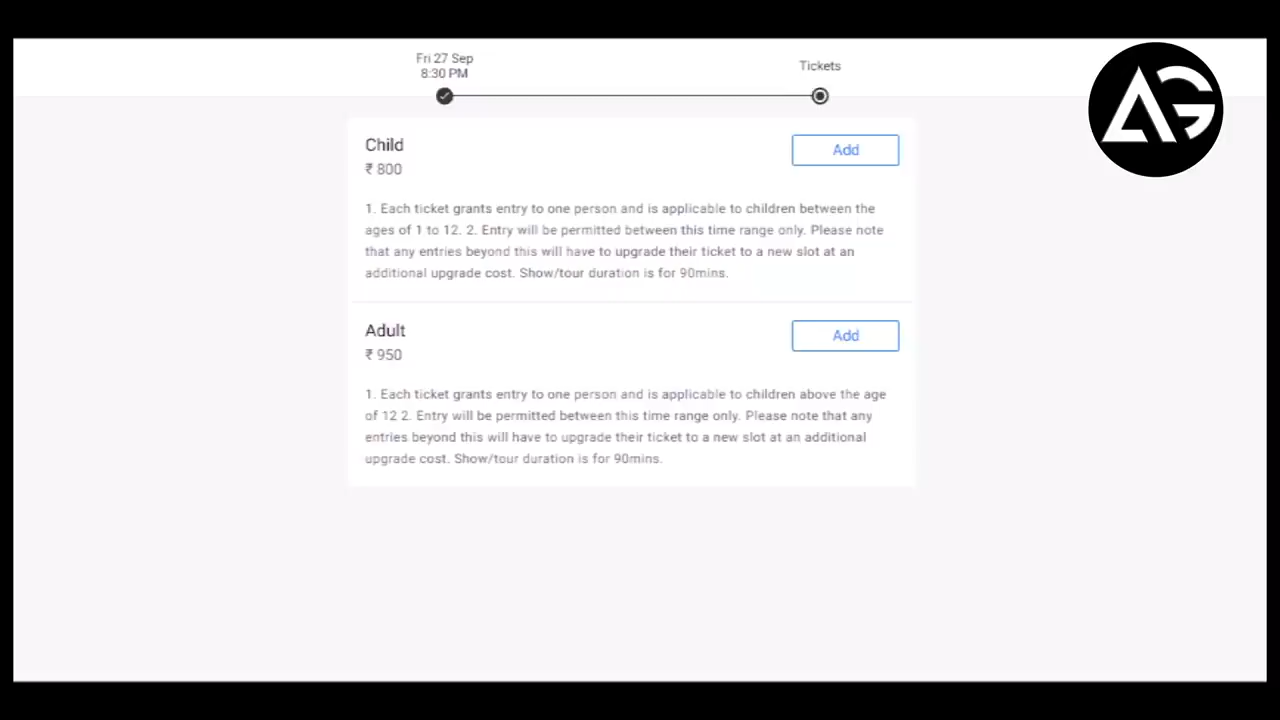 Fri 27 Sep
8:30 PM
Tickets
AG
Child
Add
₹ 800
1. Each ticket grants entry to one person and is applicable to children between the
ages of 1 to 12. 2. Entry will be permitted between this time range only. Please note
that any entries beyond this will have to upgrade their ticket to a new slot at an
additional upgrade cost. Show/tour duration is for 90mins.
Adult
Add
₹ 950
1. Each ticket grants entry to one person and is applicable to children above the age
of 12 2. Entry will be permitted between this time range only. Please note that any
entries beyond this will have to upgrade their ticket to a new slot at an additional
upgrade cost. Show/tour duration is for 90mins.